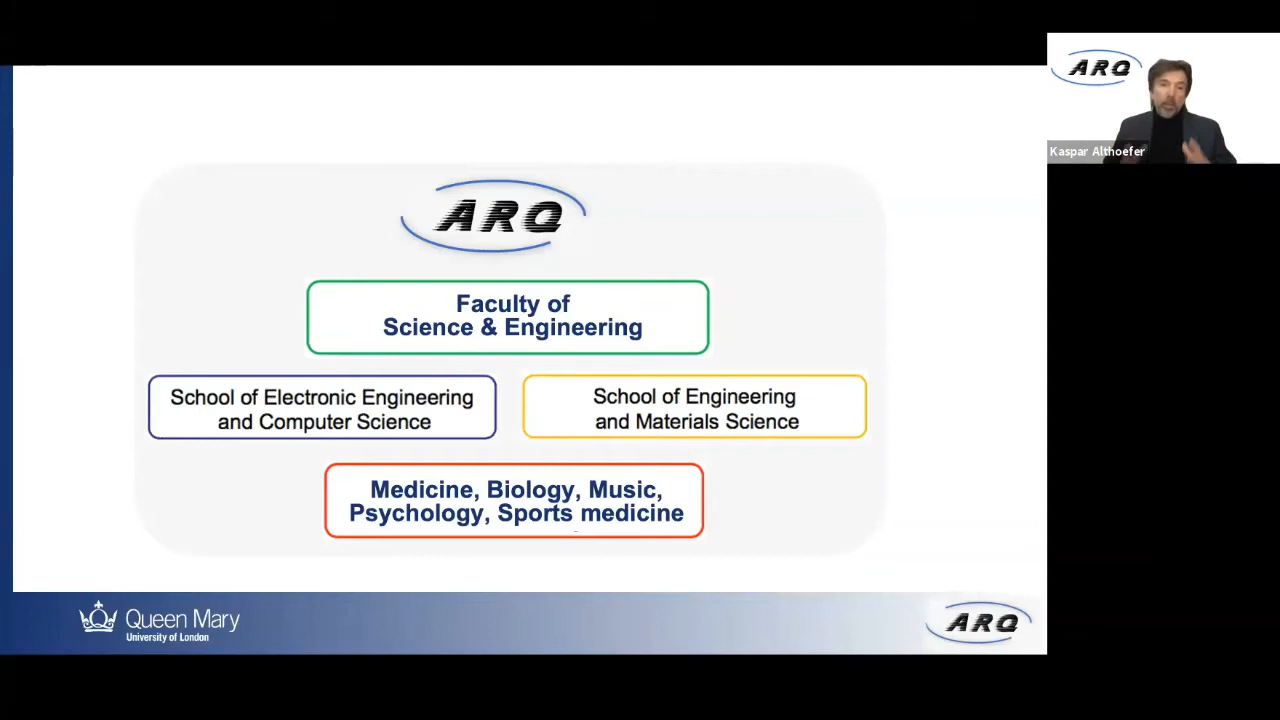 ARQ
Faculty of
Science & Engineering
School of Electronic Engineering
and Computer Science
School of Engineering
and Materials Science
Medicine, Biology, Music,
Psychology, Sports medicine
Queen Mary
University of London
ARQ
ARQ
Kaspar Althoefer